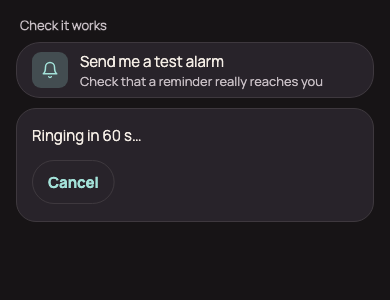 Check it works
Send me a test alarm
Check that a reminder really reaches you
Ringing in 60 s…
Cancel